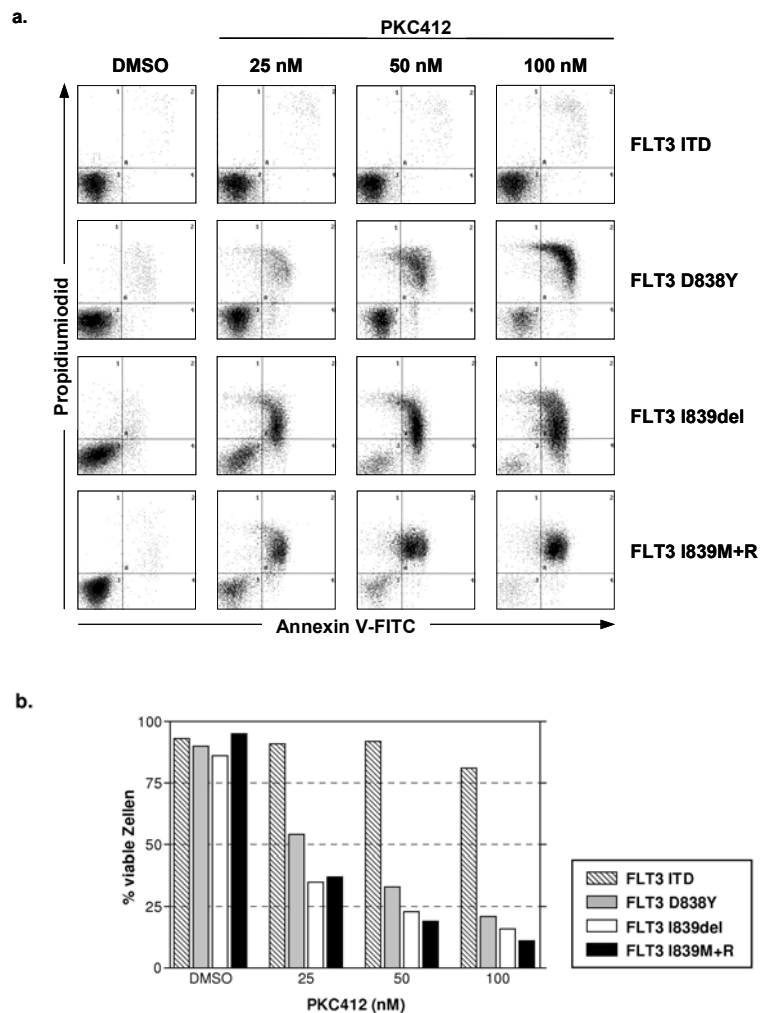 a.
PKC412
DMSO 25 nM 50 nM 100 nM
FLT3 ITD
FLT3 D838Y
FLT3 I839del
FLT3 I839M+R
Propidiumiodid
Annexin V-FITC
b.
100
75
50
25
0
% viable Zellen
DMSO 25 50 100
PKC412 (nM)
FLT3 ITD
FLT3 D838Y
FLT3 I839del
FLT3 I839M+R